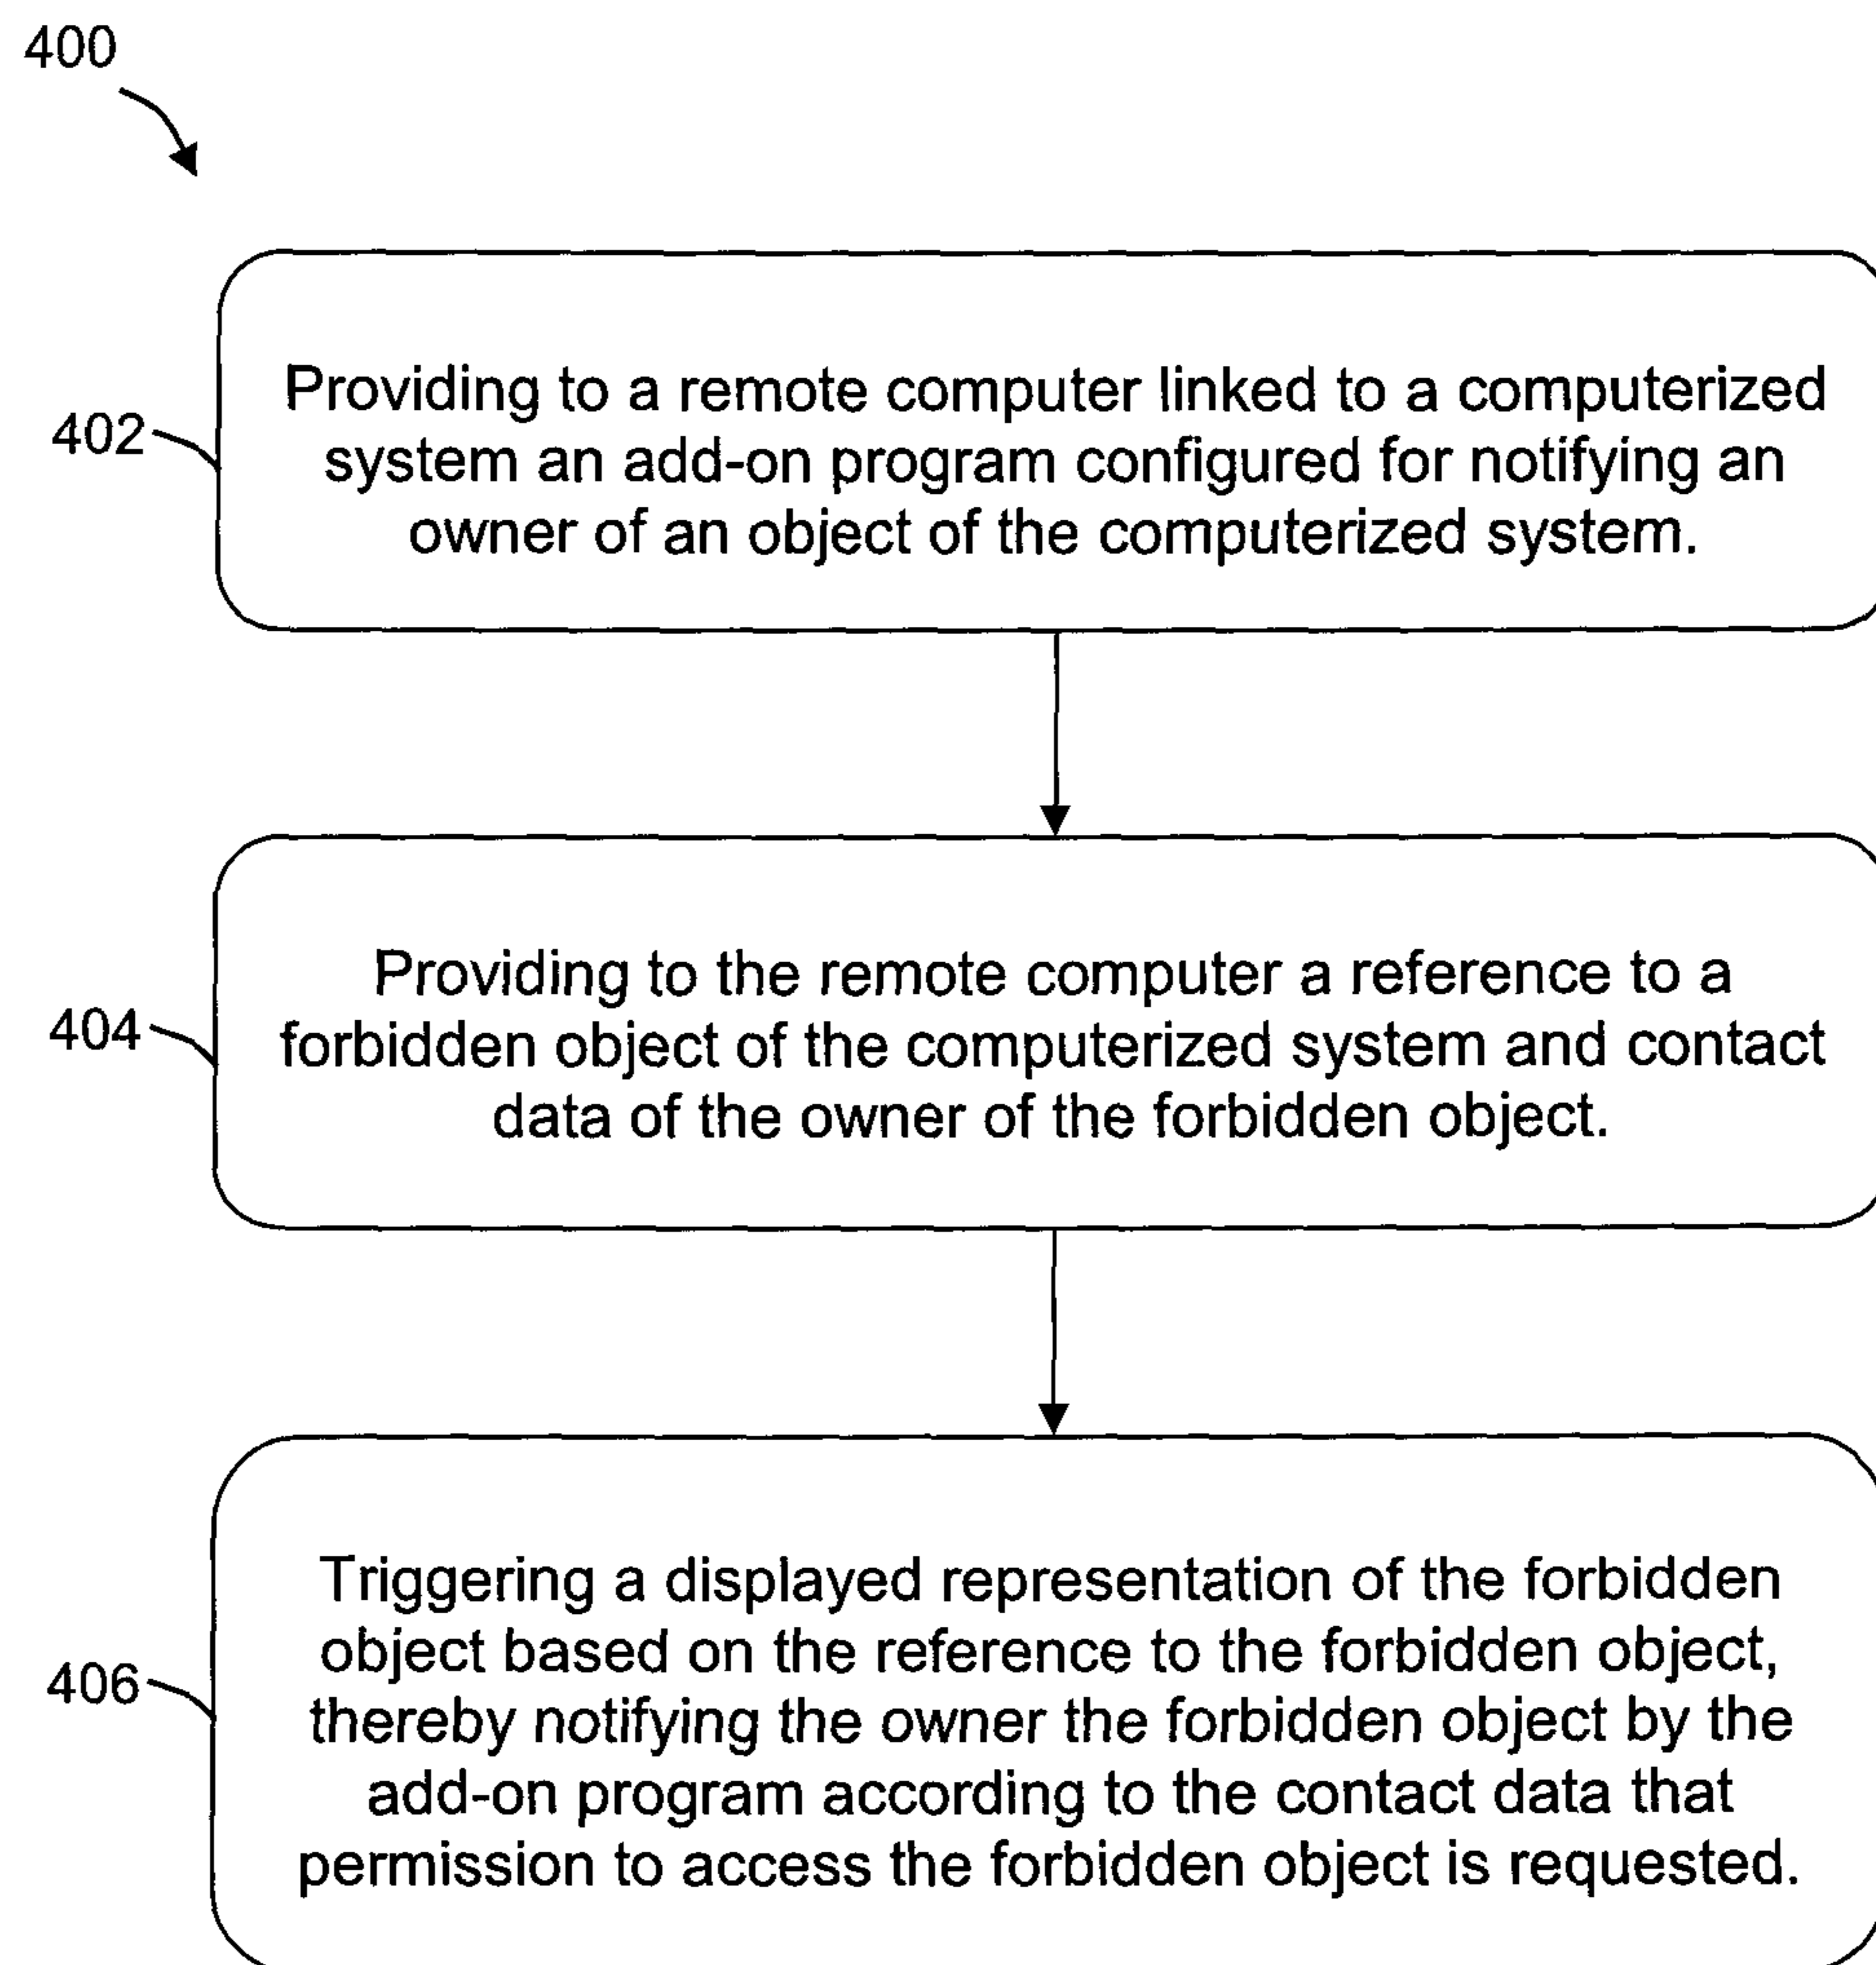 400
402
Providing to a remote computer linked to a computerized
system an add-on program configured for notifying an
owner of an object of the computerized system.
404
Providing to the remote computer a reference to a
forbidden object of the computerized system and contact
data of the owner of the forbidden object.
406
Triggering a displayed representation of the forbidden
object based on the reference to the forbidden object,
thereby notifying the owner the forbidden object by the
add-on program according to the contact data that
permission to access the forbidden object is requested.